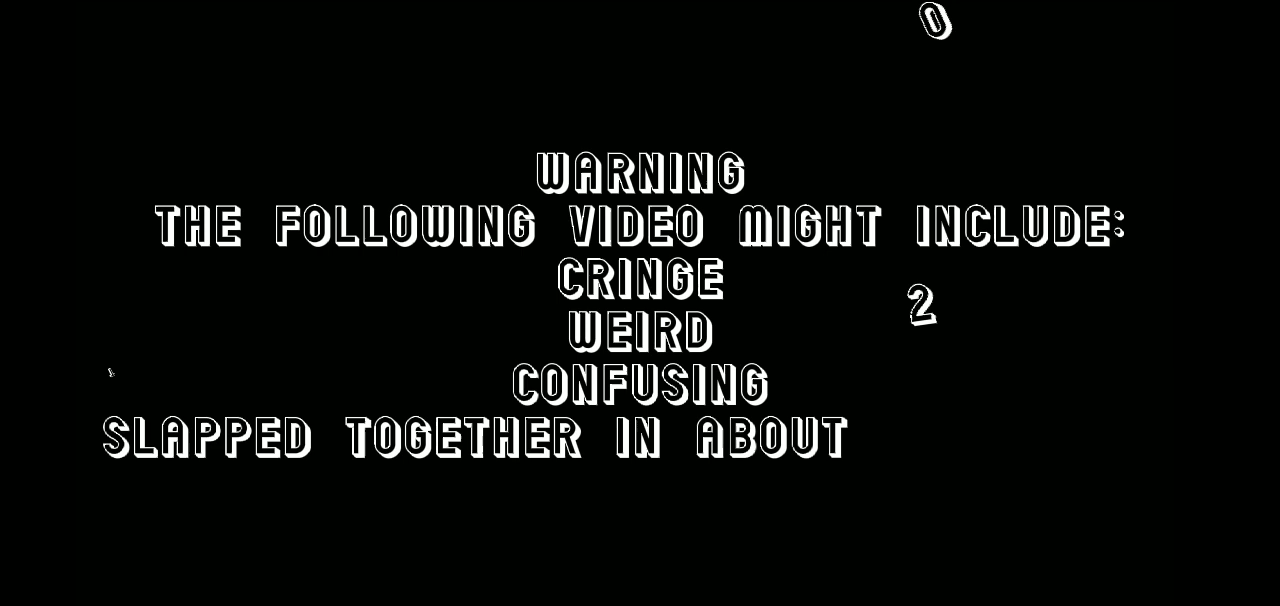 0
WARNING
THE FOLLOWING VIDEO MIGHT INCLUDE:
CRINGE
2
WEIRD
CONFUSING
SLAPPED TOGETHER IN ABOUT